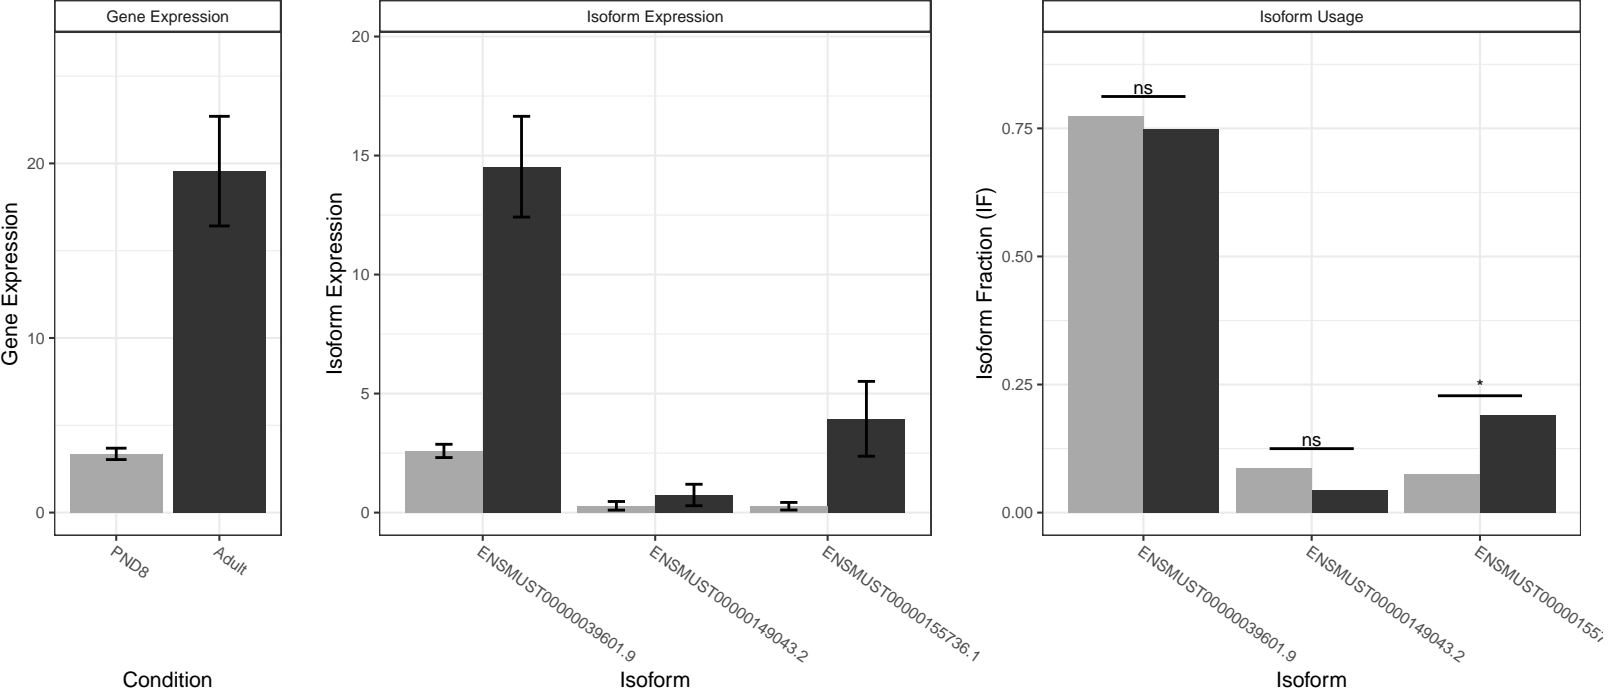 Gene Expression
Isoform Expression
Isoform Usage
Gene Expression
0
10
20
PND8
Adult
Condition
Isoform Expression
0
5
10
15
20
ENSMUST00000039601.9
ENSMUST00000149043.2
ENSMUST00000155736.1
Isoform
Isoform Fraction (IF)
0.00
0.25
0.50
0.75
ns
ns
*
ENSMUST00000039601.9
ENSMUST00000149043.2
ENSMUST000001557
Isoform